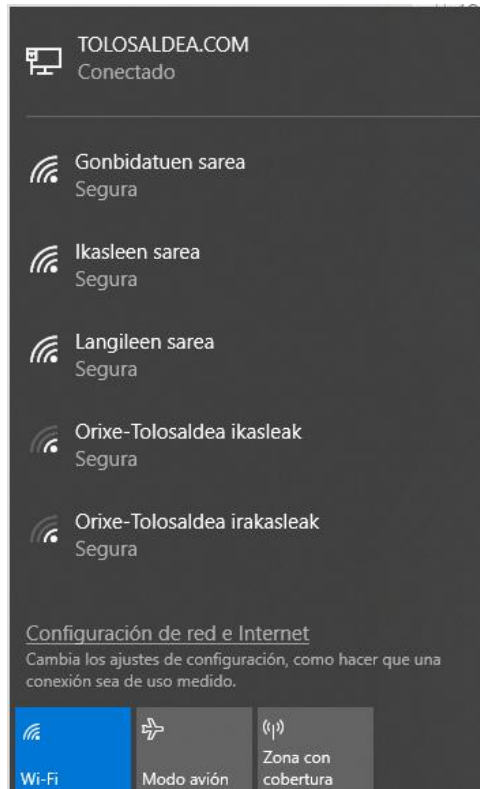 TOLOSALDEA.COM
Conectado
Gonbidatuen sarea
Segura
Ikasleen sarea
Segura
Langileen sarea
Segura
Orixe-Tolosaldea ikasleak
Segura
Orixe-Tolosaldea irakasleak
Segura
Configuración de red e Internet
Cambia los ajustes de configuración, como hacer que una
conexión sea de uso medido.
Wi-Fi
Modo avión
Zona con
cobertura